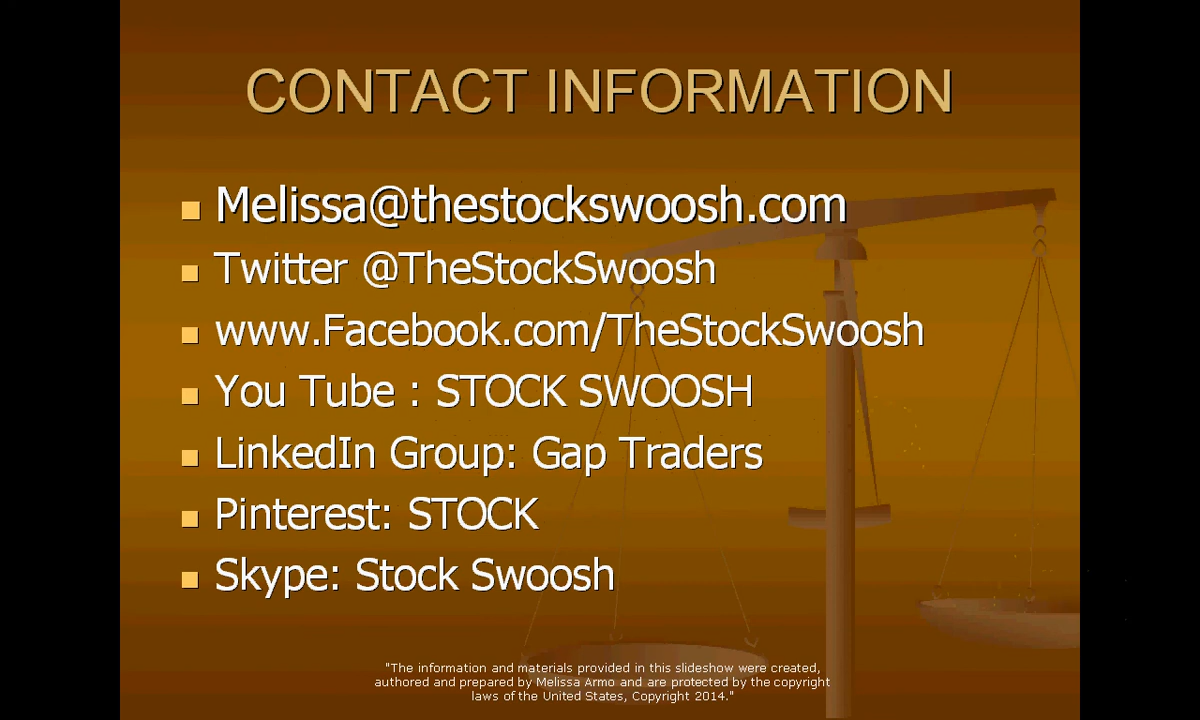 CONTACT INFORMATION
Melissa@thestockswoosh.com
Twitter @TheStockSwoosh
www.Facebook.com/TheStockSwoosh
You Tube : STOCK SWOOSH
LinkedIn Group: Gap Traders
Pinterest: STOCK
Skype: Stock Swoosh
"The information and materials provided in this slideshow were created,
authored and prepared by Melissa Armo and are protected by the copyright
laws of the United States, Copyright 2014."